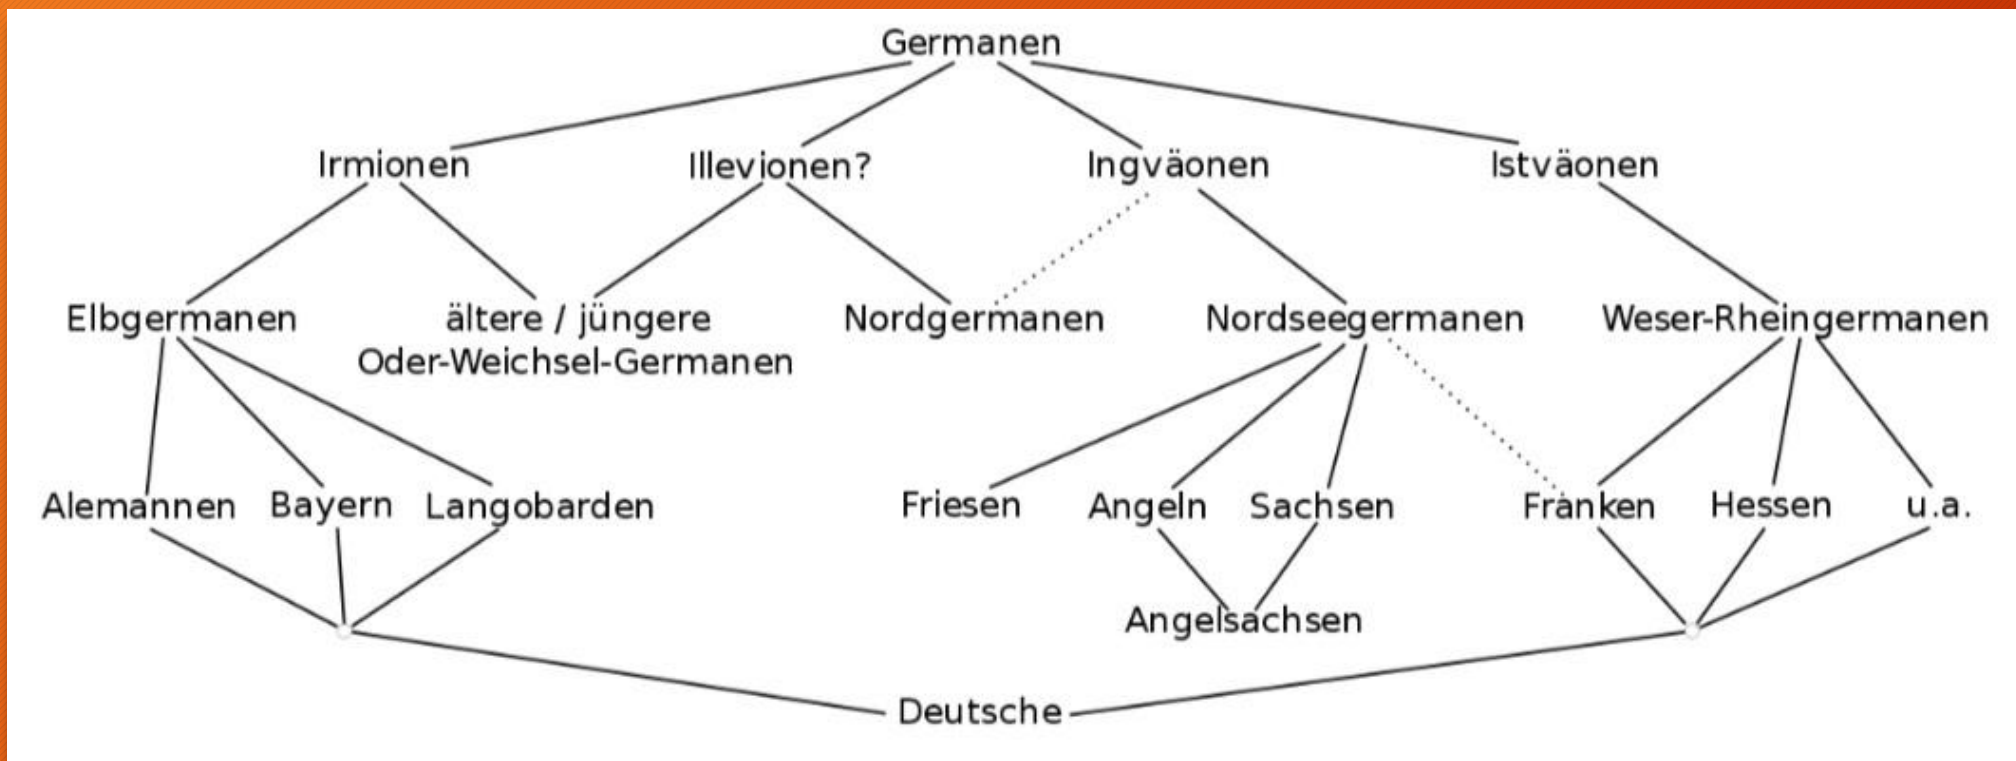 Germanen
Irmionen
Illevionen?
Ingväonen
Istväonen
Elbgermanen
ältere / jüngere
Oder-Weichsel-Germanen
Nordgermanen
Nordseegermanen
Weser-Rheingermanen
Alemannen
Bayern
Langobarden
Friesen
Angeln
Sachsen
Franken
Hessen
u.a.
Angelsachsen
Deutsche